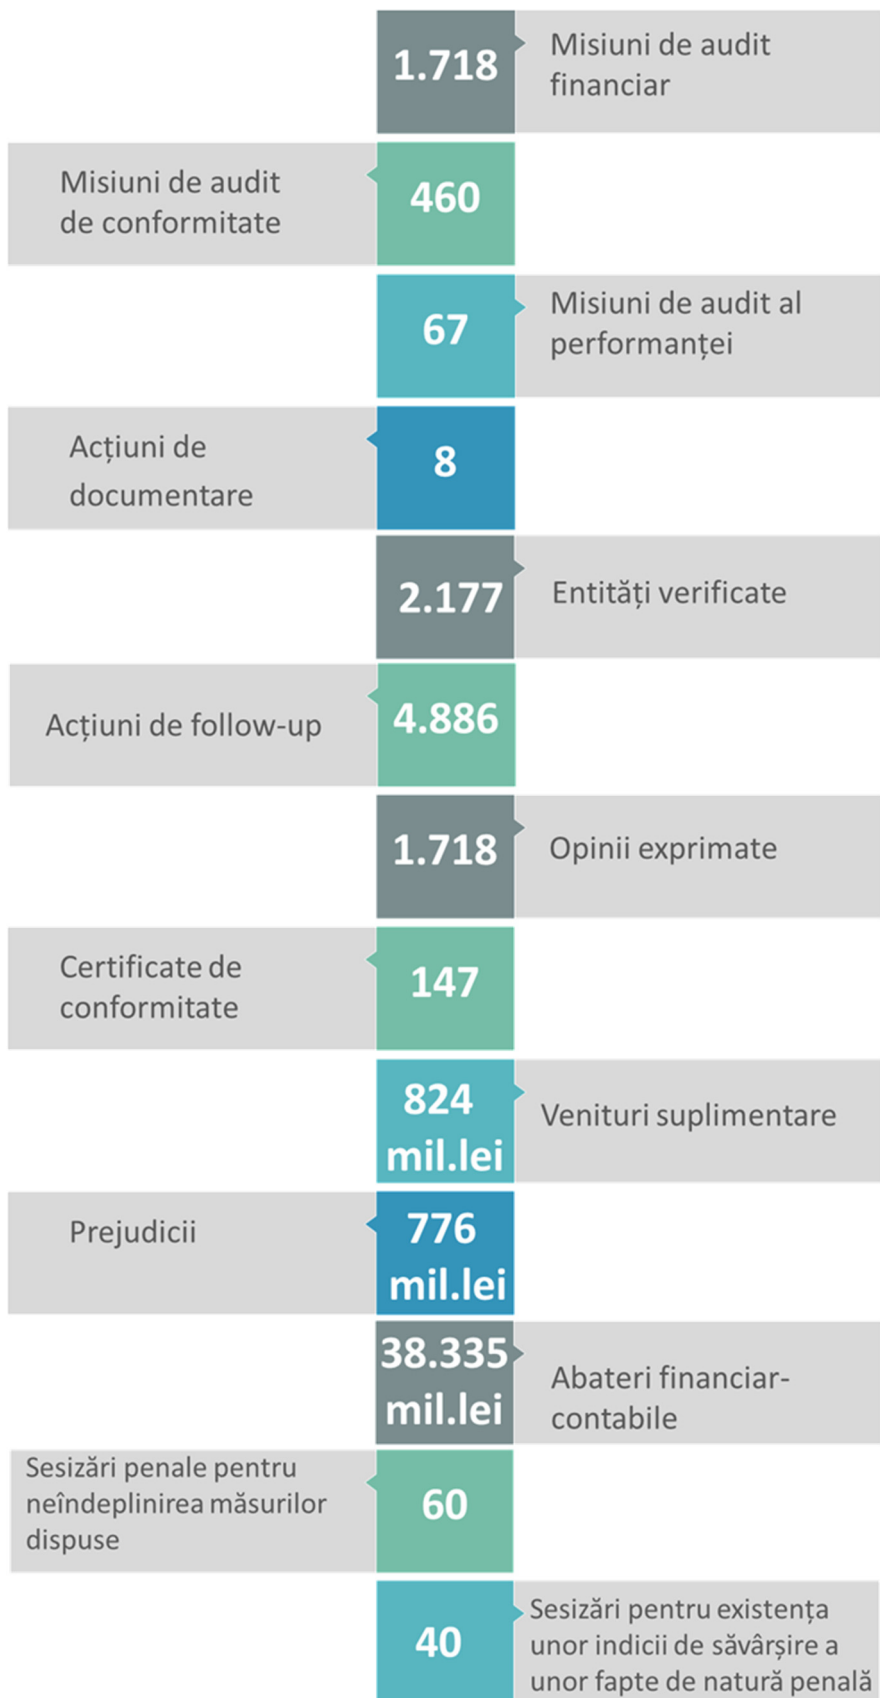 1.718
Misiuni de audit
financiar
Misiuni de audit
de conformitate
460
67
Misiuni de audit al
performanței
Acțiuni de
documentare
8
2.177
Entități verificate
Acțiuni de follow-up
4.886
1.718
Opinii exprimate
Certificate de
conformitate
147
824
mil.lei
Venituri suplimentare
Prejudicii
776
mil.lei
38.335
mil.lei
Abateri financiar-
contabile
Sesizări penale pentru
neîndeplinirea măsurilor
dispuse
60
40
Sesizări pentru existența
unor indicii de săvârșire a
unor fapte de natură penală